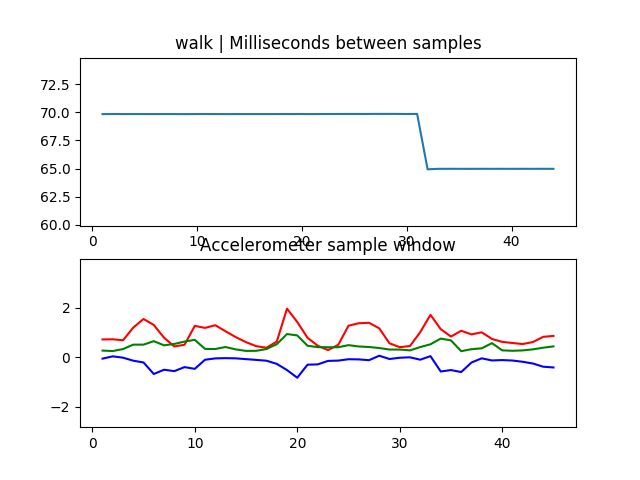 walk | Milliseconds between samples
72.5
70.0
67.5
65.0
62.5
60.0
0 10 20 30 40
Accelerometer sample window
2
0
−2
0 10 20 30 40